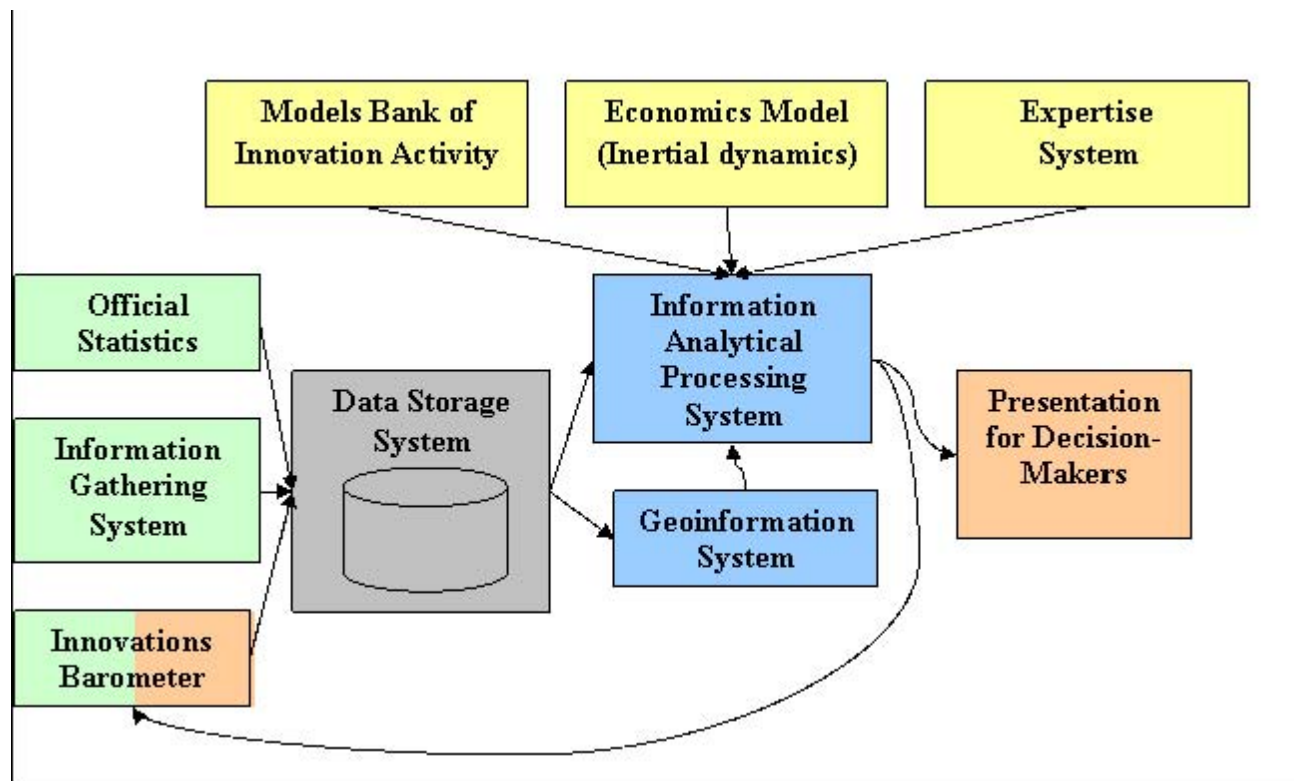 Models Bank of
Innovation Activity
Economics Model
(Inertial dynamics)
Expertise
System
Official
Statistics
Information
Gathering
System
Innovations
Barometer
Data Storage
System
Information
Analytical
Processing
System
Geoinformation
System
Presentation
for Decision-
Makers